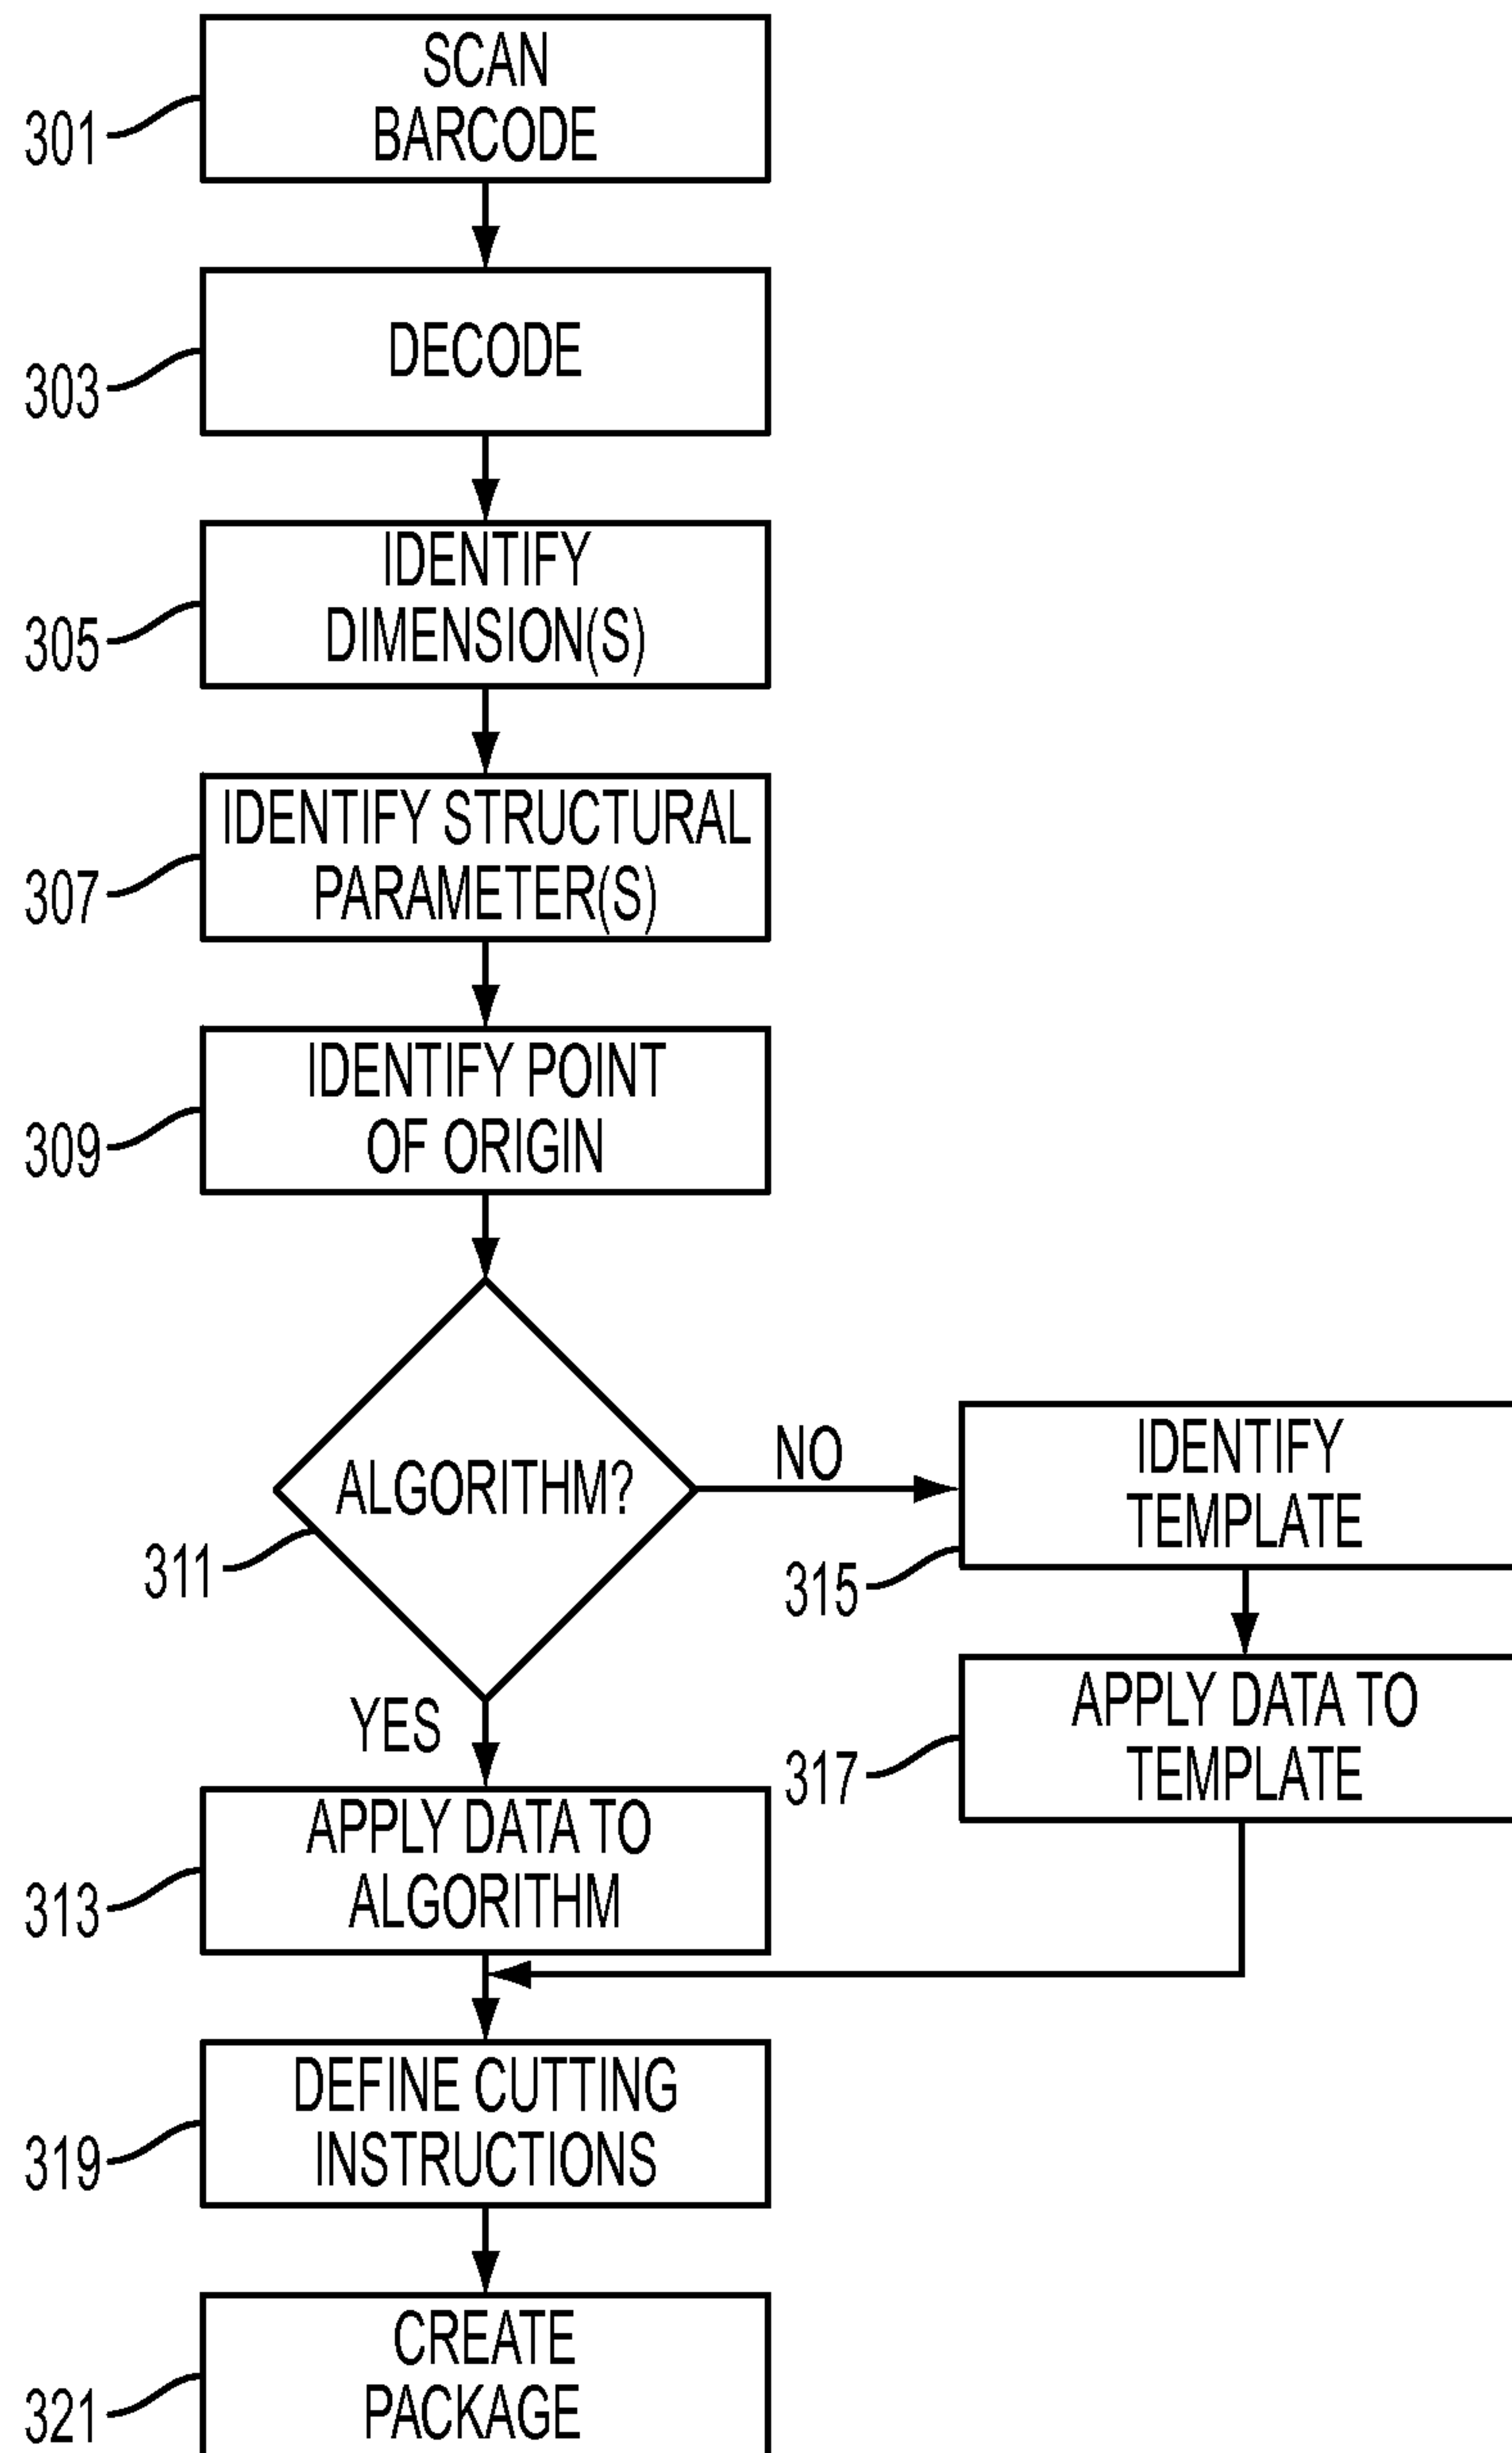 SCAN
BARCODE
301
DECODE
303
IDENTIFY
DIMENSION(S)
305
IDENTIFY STRUCTURAL
PARAMETER(S)
307
IDENTIFY POINT
OF ORIGIN
309
ALGORITHM?
311
NO
IDENTIFY
TEMPLATE
315
APPLY DATA TO
TEMPLATE
317
YES
APPLY DATA TO
ALGORITHM
313
DEFINE CUTTING
INSTRUCTIONS
319
CREATE
PACKAGE
321